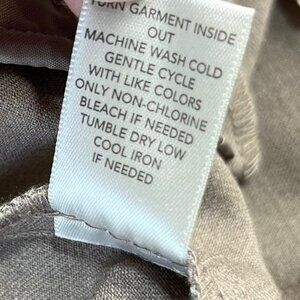 TURN GARMENT INSIDE
OUT
MACHINE WASH COLD
GENTLE CYCLE
WITH LIKE COLORS
ONLY NON-CHLORINE
BLEACH IF NEEDED
TUMBLE DRY LOW
COOL IRON
IF NEEDED